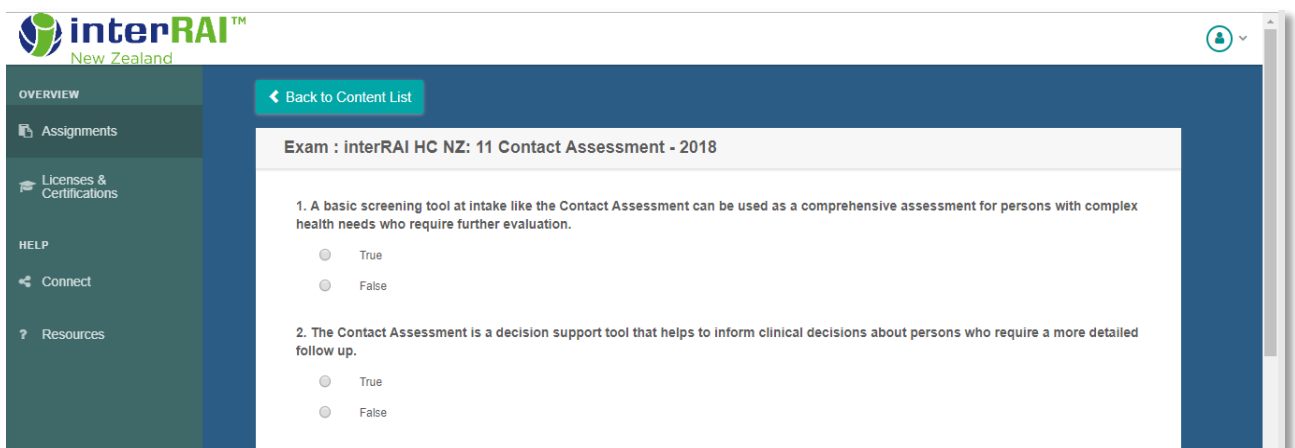 interRAI™
New Zealand
OVERVIEW
Assignments
Licenses &
Certifications
HELP
Connect
? Resources
Back to Content List
Exam : interRAI HC NZ: 11 Contact Assessment - 2018
1. A basic screening tool at intake like the Contact Assessment can be used as a comprehensive assessment for persons with complex
health needs who require further evaluation.
True
False
2. The Contact Assessment is a decision support tool that helps to inform clinical decisions about persons who require a more detailed
follow up.
True
False